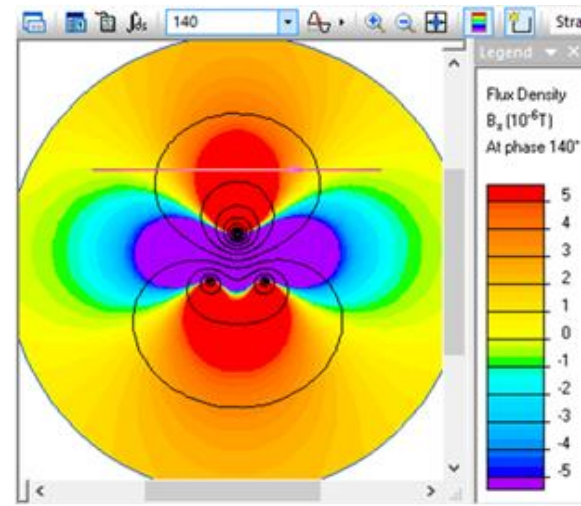 140
Stra
Legend
Flux Density
Bₓ (10⁻⁶T)
At phase 140°
5
4
3
2
1
0
-1
-2
-3
-4
-5